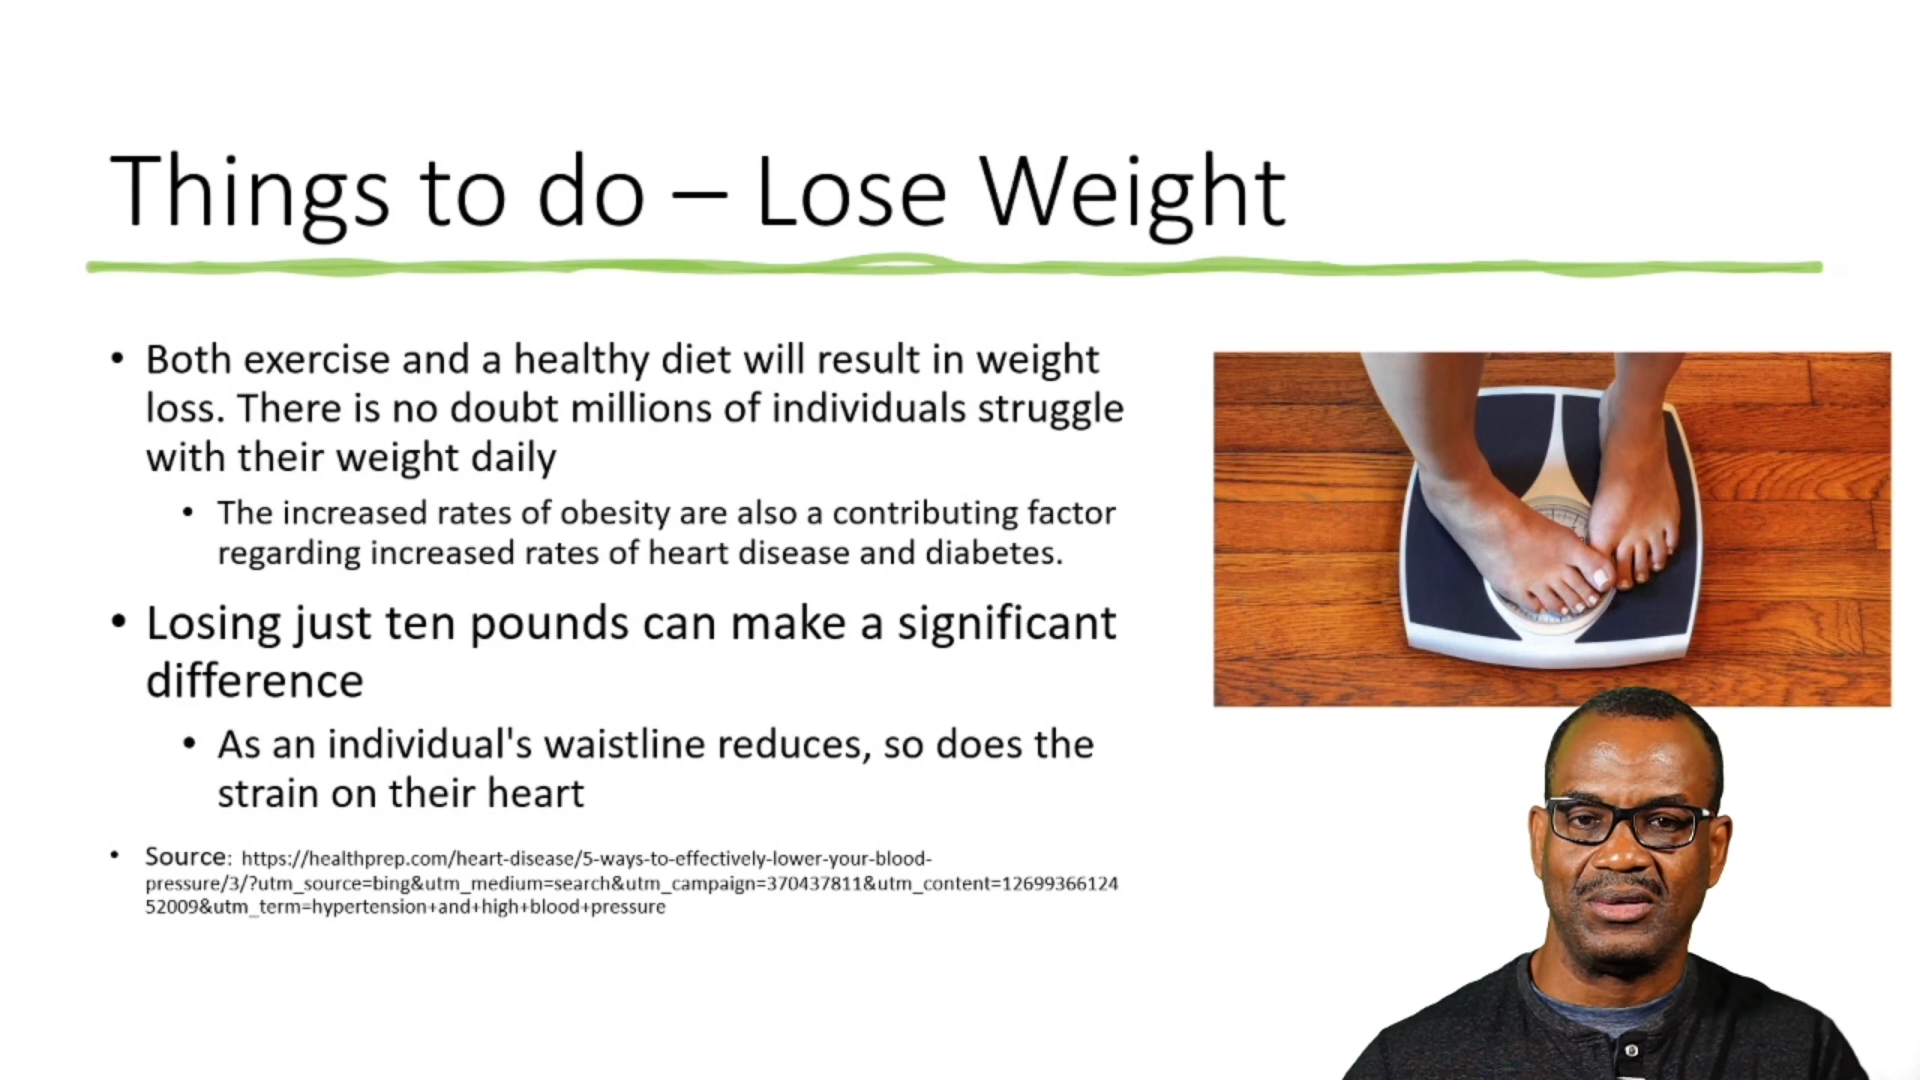 Things to do – Lose Weight
• Both exercise and a healthy diet will result in weight
loss. There is no doubt millions of individuals struggle
with their weight daily
• The increased rates of obesity are also a contributing factor
regarding increased rates of heart disease and diabetes.
• Losing just ten pounds can make a significant
difference
• As an individual's waistline reduces, so does the
strain on their heart
• Source: https://healthprep.com/heart-disease/5-ways-to-effectively-lower-your-blood-
pressure/3/?utm_source=bing&utm_medium=search&utm_campaign=370437811&utm_content=12699366124
52009&utm_term=hypertension+and+high+blood+pressure